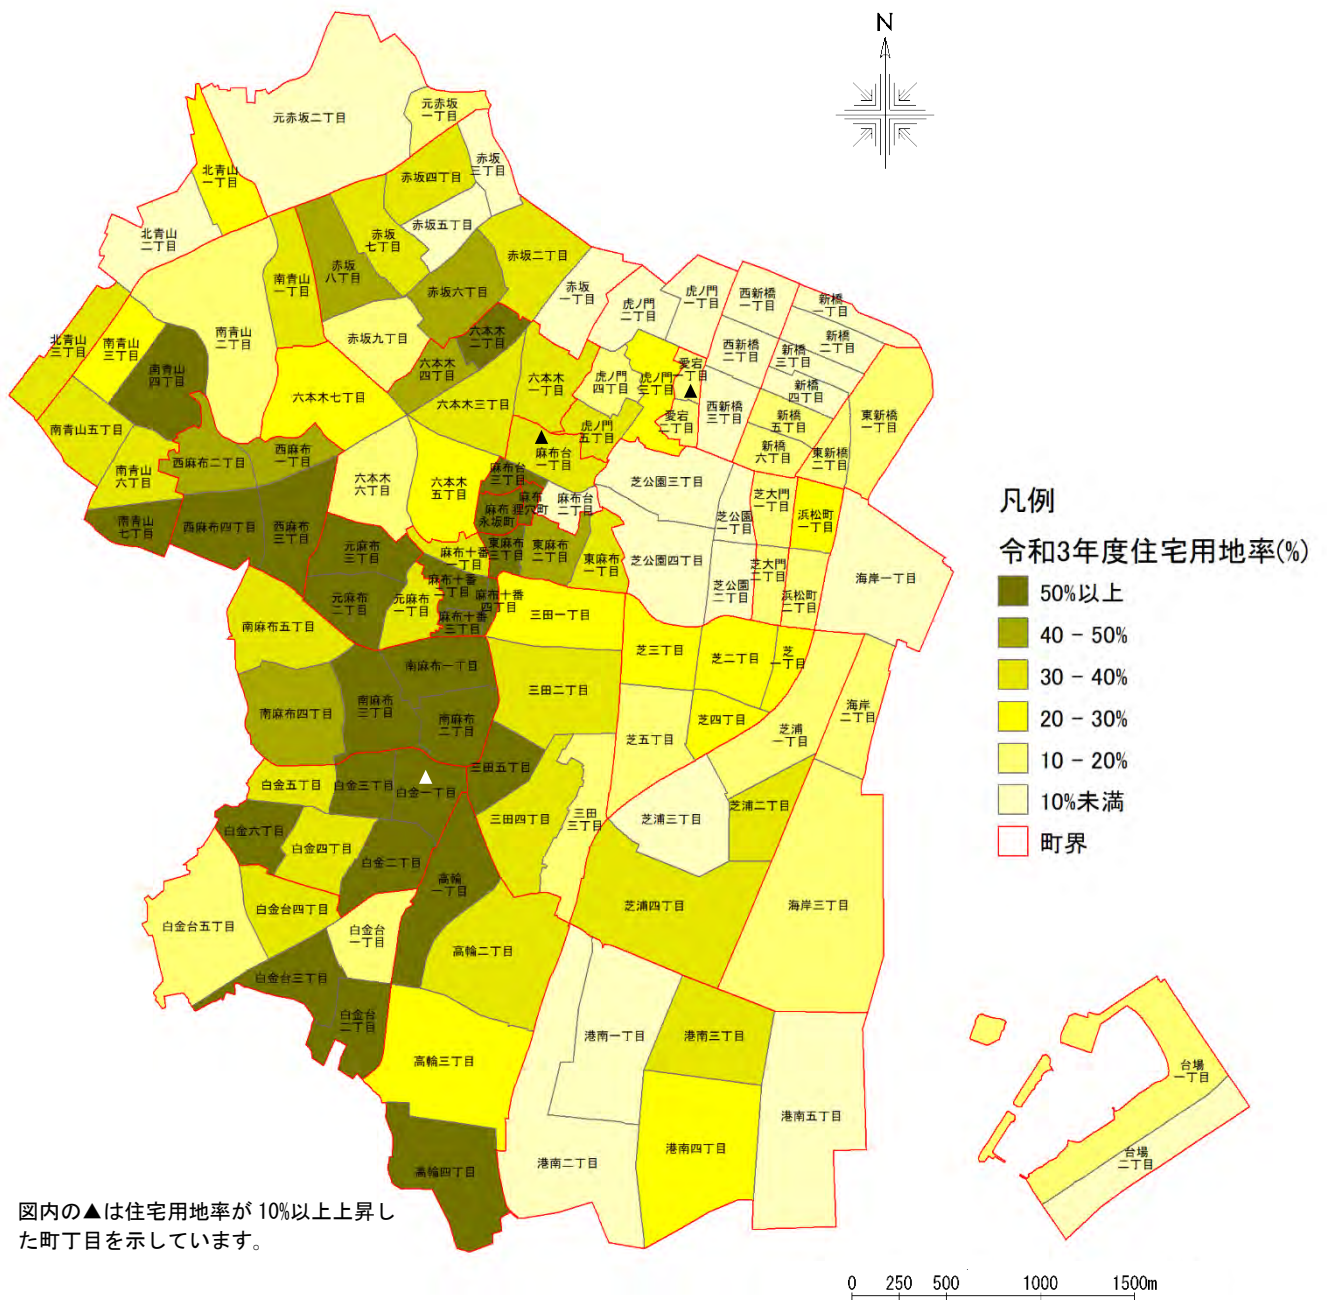 N
元赤坂二丁目
元赤坂
一丁目
赤坂
三丁目
北青山
一丁目
赤坂四丁目
北青山
二丁目
赤坂五丁目
赤坂
七丁目
赤坂二丁目
南青山
一丁目
赤坂
八丁目
赤坂六丁目
赤坂
一丁目
虎ノ門
二丁目
虎ノ門
一丁目
西新橋
一丁目
新橋
一丁目
新橋
二丁目
北青山
三丁目
南青山
三丁目
南青山
二丁目
赤坂九丁目
六本木
二丁目
西新橋
二丁目
新橋
三丁目
新橋
四丁目
南青山
四丁目
六本木
四丁目
六本木
一丁目
虎ノ門
四丁目
虎ノ門
三丁目
愛宕
一丁目
六本木七丁目
六本木三丁目
西新橋
三丁目
愛宕
二丁目
新橋
五丁目
東新橋
一丁目
南青山五丁目
虎ノ門
五丁目
新橋
六丁目
東新橋
二丁目
西麻布二丁目
西麻布
一丁目
麻布台
一丁目
南青山
六丁目
六本木
六丁目
六本木
五丁目
麻布台
三丁目
芝公園三丁目
芝大門
一丁目
浜松町
一丁目
麻布
狸穴町
麻布台
二丁目
麻布
永坂町
南青山
七丁目
西麻布四丁目
西麻布
三丁目
芝公園
一丁目
元麻布
三丁目
麻布十番
一丁目
東麻布
三丁目
東麻布
二丁目
東麻布
一丁目
芝公園四丁目
芝大門
二丁目
海岸一丁目
麻布十番
二丁目
芝公園
二丁目
浜松町
二丁目
元麻布
二丁目
元麻布
一丁目
麻布十番
四丁目
麻布十番
三丁目
三田一丁目
南麻布五丁目
芝三丁目
芝二丁目
芝
一丁目
南麻布一丁目
三田二丁目
南麻布四丁目
南麻布
三丁目
南麻布
二丁目
芝四丁目
海岸
二丁目
芝五丁目
芝浦
一丁目
三田五丁目
白金五丁目
白金三丁目
白金一丁目
三田四丁目
三田
三丁目
芝浦三丁目
芝浦二丁目
白金六丁目
白金四丁目
白金二丁目
高輪
一丁目
白金台四丁目
白金台五丁目
白金台
一丁目
芝浦四丁目
海岸三丁目
高輪二丁目
白金台三丁目
白金台
二丁目
港南一丁目
港南三丁目
高輪三丁目
港南五丁目
港南四丁目
港南二丁目
高輪四丁目
台場
一丁目
台場
二丁目
凡例
令和3年度住宅用地率(%)
50%以上
40 - 50%
30 - 40%
20 - 30%
10 - 20%
10%未満
町界
図内の▲は住宅用地率が 10%以上上昇し
た町丁目を示しています。
0 250 500 1000 1500m